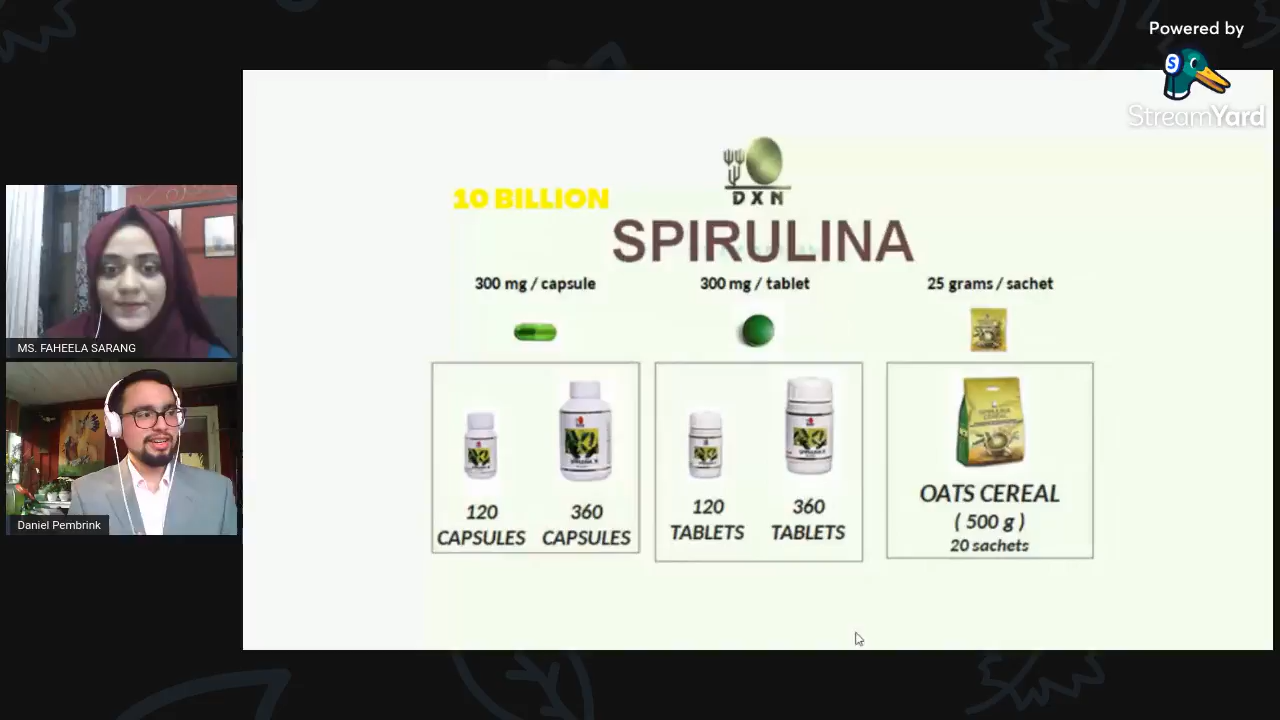 Powered by
StreamYard
DXN
10 BILLION
SPIRULINA
300 mg / capsule
300 mg / tablet
25 grams / sachet
120
CAPSULES
360
CAPSULES
120
TABLETS
360
TABLETS
OATS CEREAL
( 500 g )
20 sachets
MS. FAHEELA SARANG
Daniel Pembrink